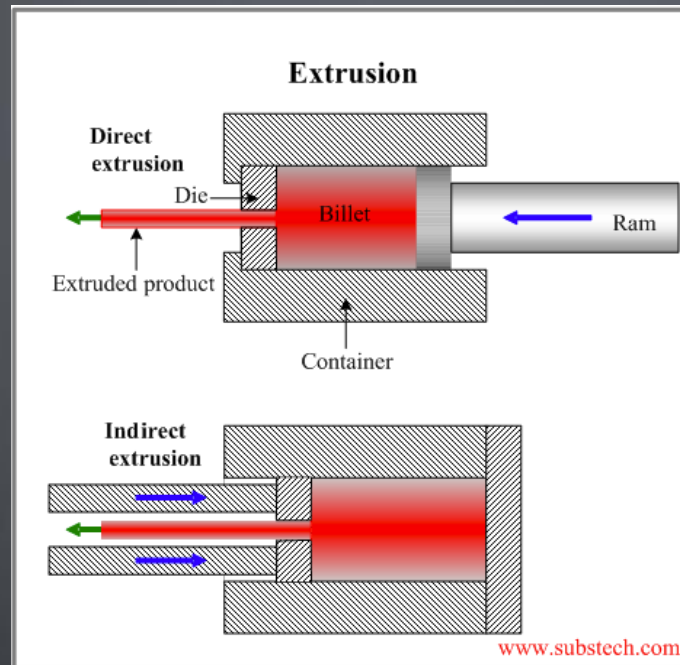 Extrusion
Direct
extrusion
Die
Billet
Ram
Extruded product
Container
Indirect
extrusion
www.substech.com